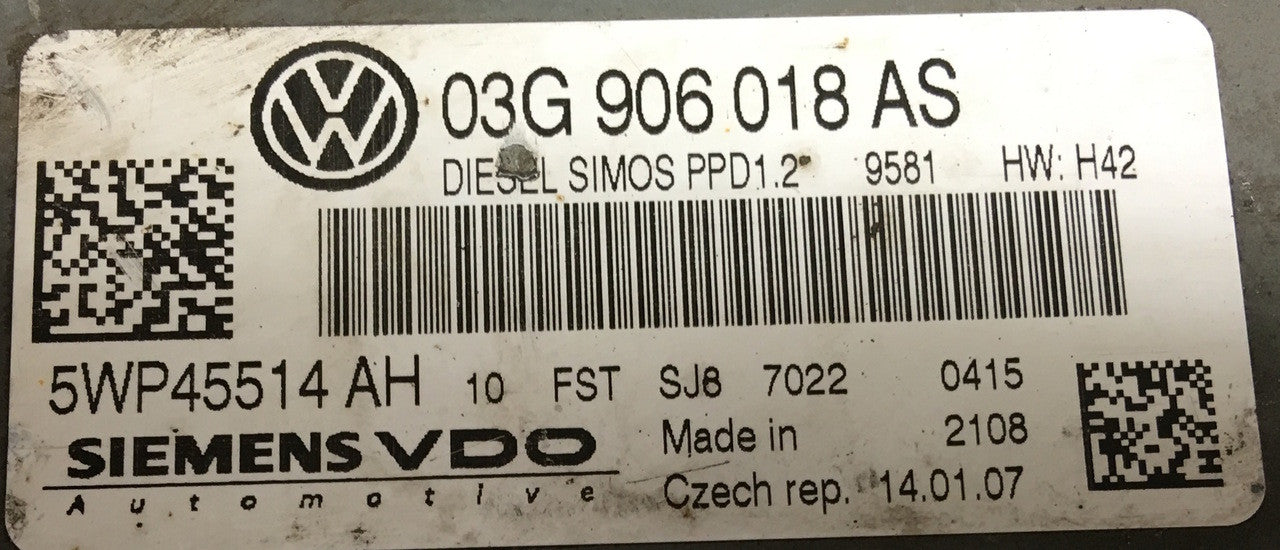 03G 906 018 AS
DIESEL SIMOS PPD1.2 9581 HW: H42
5WP45514 AH 10 FST SJ8 7022 0415
SIEMENS VDO Made in 2108
Automotive Czech rep. 14.01.07